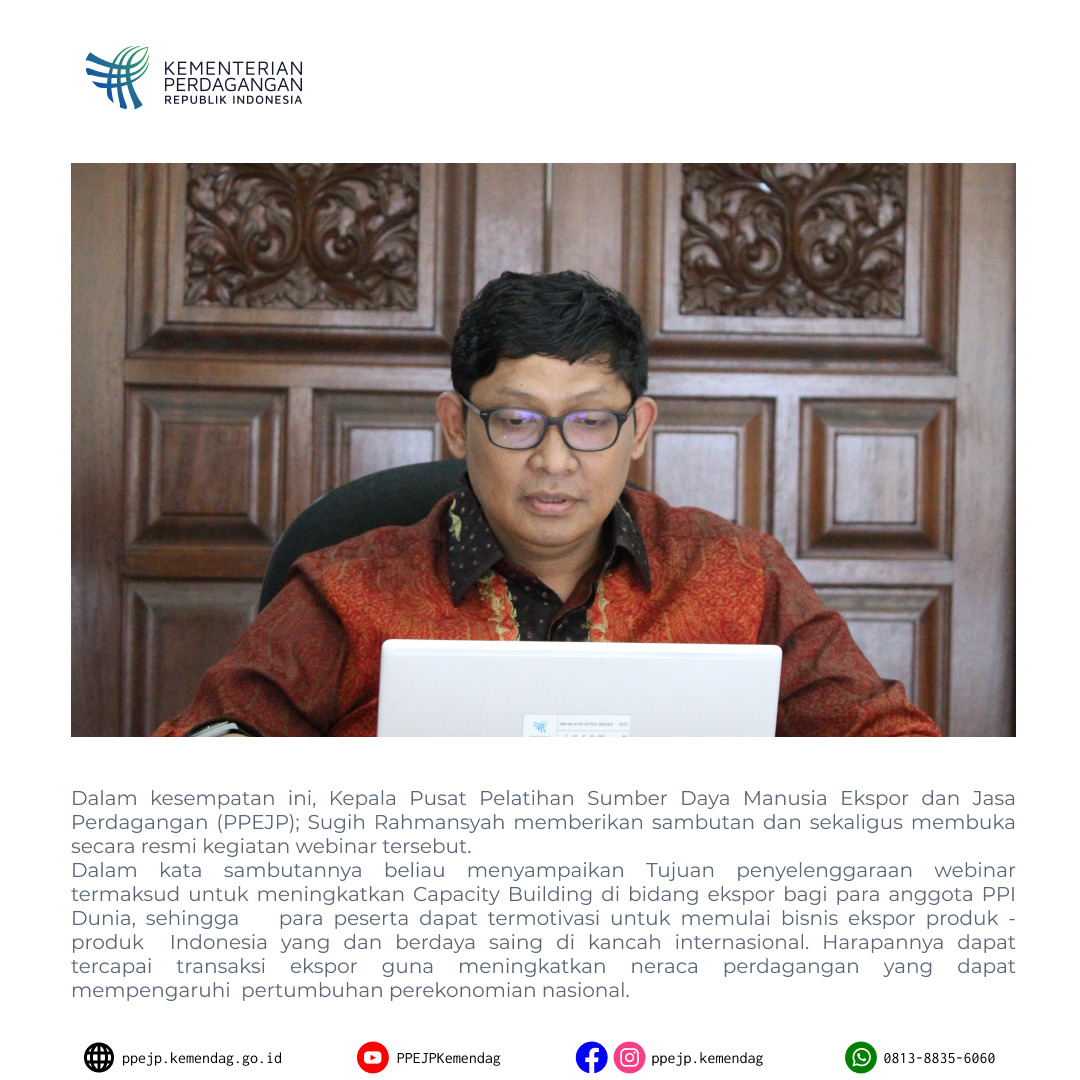 KEMENTERIAN
PERDAGANGAN
REPUBLIK INDONESIA
Dalam kesempatan ini, Kepala Pusat Pelatihan Sumber Daya Manusia Ekspor dan Jasa
Perdagangan (PPEJP); Sugih Rahmansyah memberikan sambutan dan sekaligus membuka
secara resmi kegiatan webinar tersebut.
Dalam kata sambutannya beliau menyampaikan Tujuan penyelenggaraan webinar
termaksud untuk meningkatkan Capacity Building di bidang ekspor bagi para anggota PPI
Dunia, sehingga para peserta dapat termotivasi untuk memulai bisnis ekspor produk -
produk Indonesia yang dan berdaya saing di kancah internasional. Harapannya dapat
tercapai transaksi ekspor guna meningkatkan neraca perdagangan yang dapat
mempengaruhi pertumbuhan perekonomian nasional.
ppejp.kemendag.go.id PPEJPKemendag ppejp.kemendag 0813-8835-6060